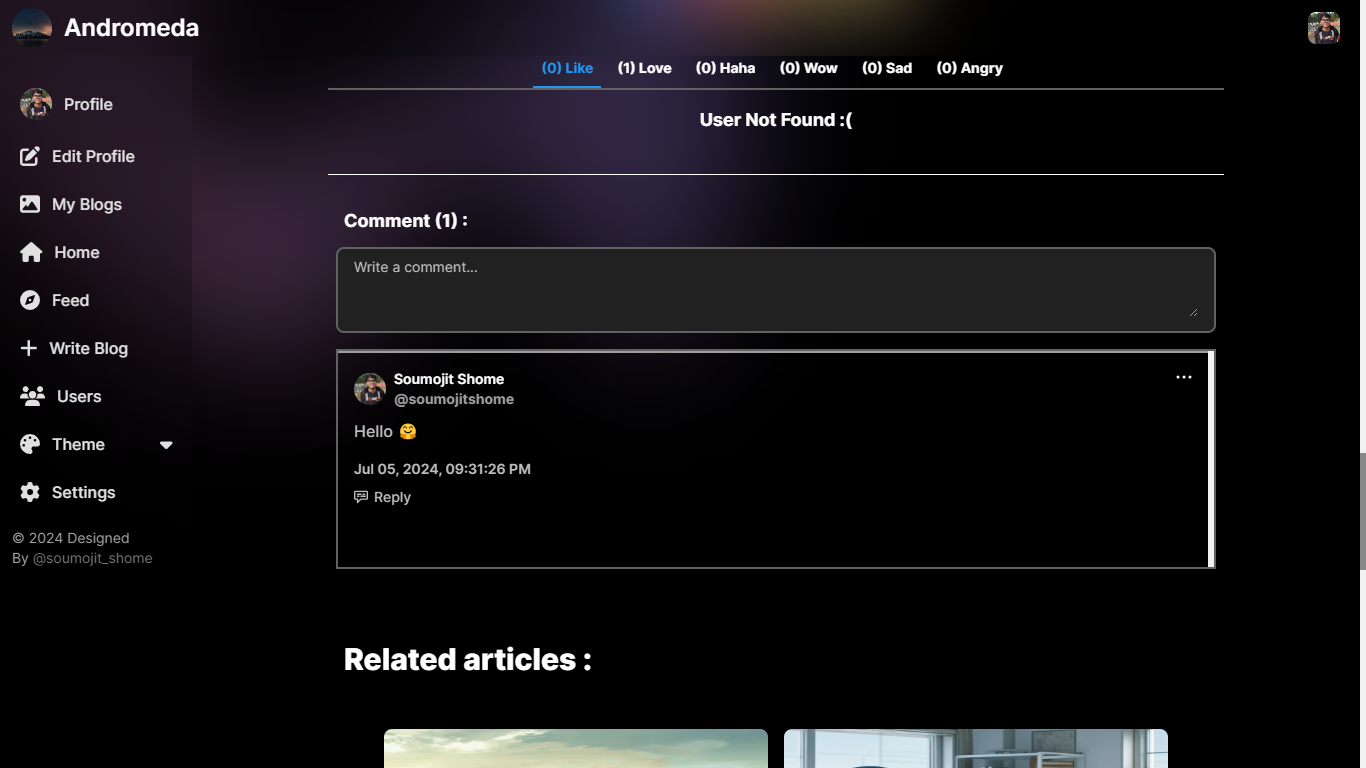 Andromeda
(0) Like (1) Love (0) Haha (0) Wow (0) Sad (0) Angry
User Not Found :(
Profile
Edit Profile
My Blogs
Home
Feed
Write Blog
Users
Theme
Settings
© 2024 Designed
By @soumojit_shome
Comment (1) :
Write a comment...
Soumojit Shome
@soumojitshome
Hello 🤗
Jul 05, 2024, 09:31:26 PM
Reply
Related articles :